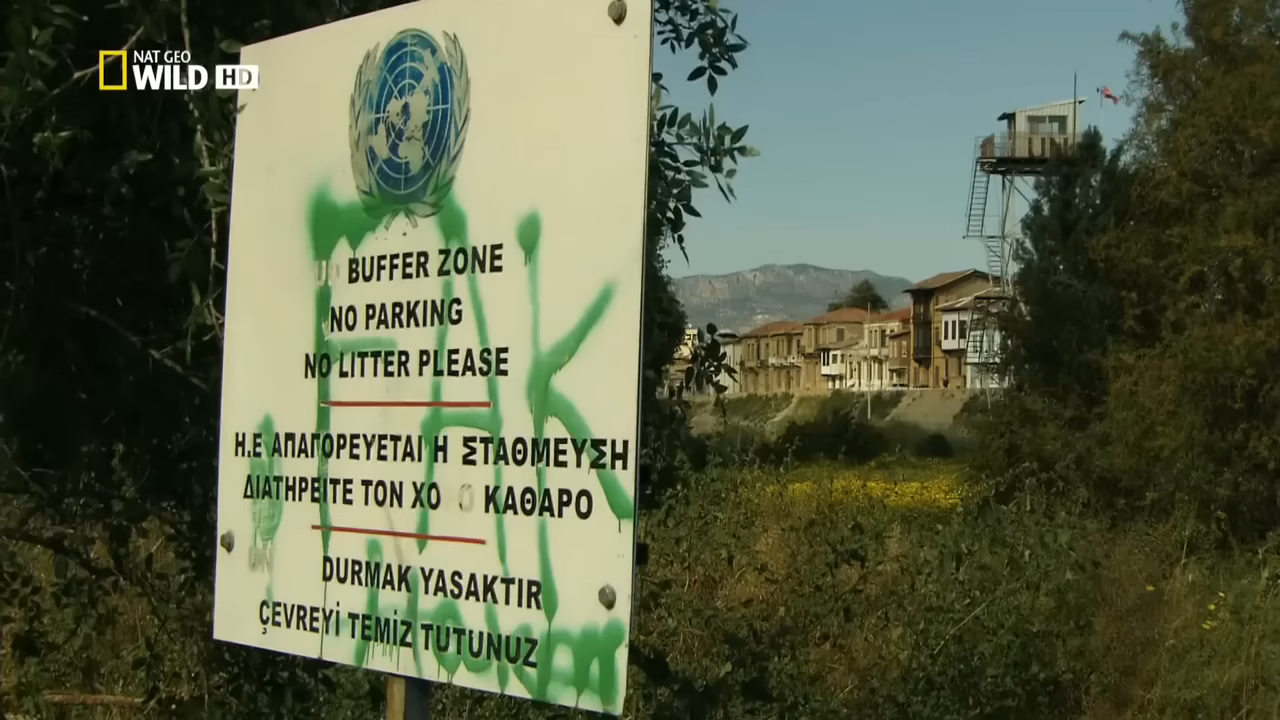 NAT GEO
WILD HD
BUFFER ZONE
NO PARKING
NO LITTER PLEASE
Η.Ε ΑΠΑΓΟΡΕΥΕΤΑΙ Η ΣΤΑΘΜΕΥΣΗ
ΔΙΑΤΗΡΕΙΤΕ ΤΟΝ ΧΟ Ο ΚΑΘΑΡΟ
DURMAK YASAKTIR
ÇEVREYİ TEMİZ TUTUNUZ